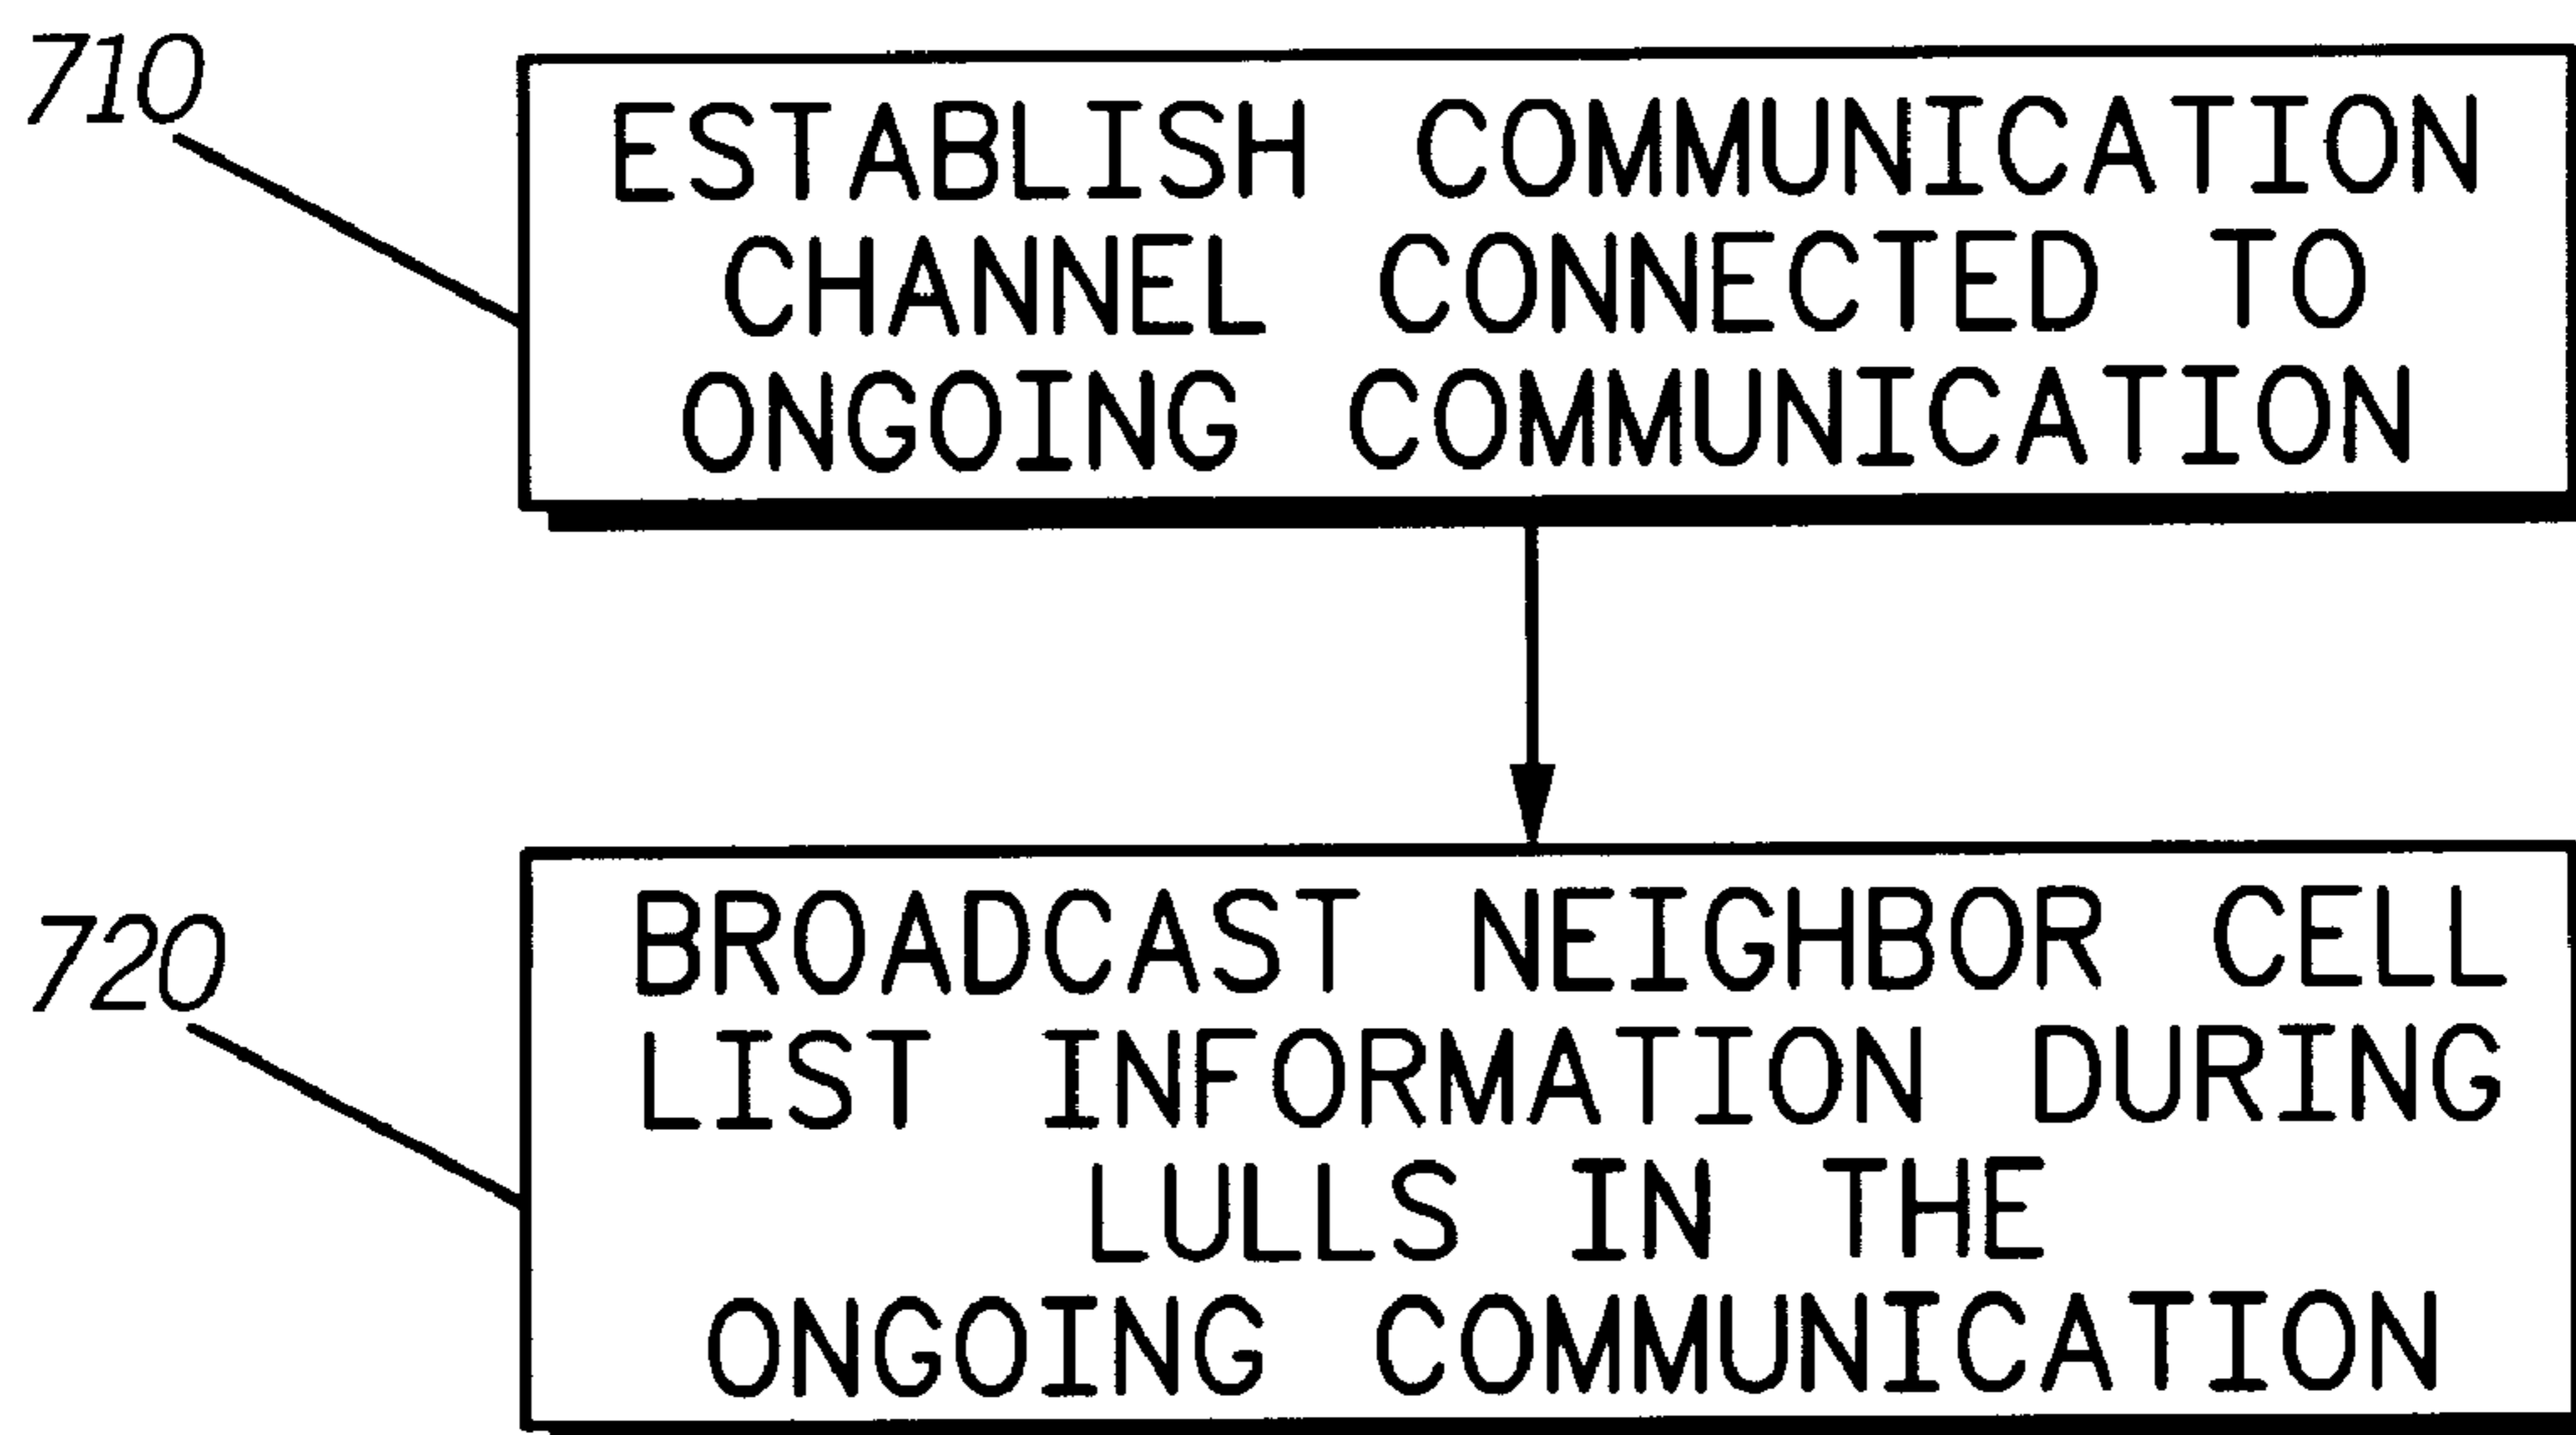 710
ESTABLISH COMMUNICATION
CHANNEL CONNECTED TO
ONGOING COMMUNICATION
720
BROADCAST NEIGHBOR CELL
LIST INFORMATION DURING
LULLS IN THE
ONGOING COMMUNICATION